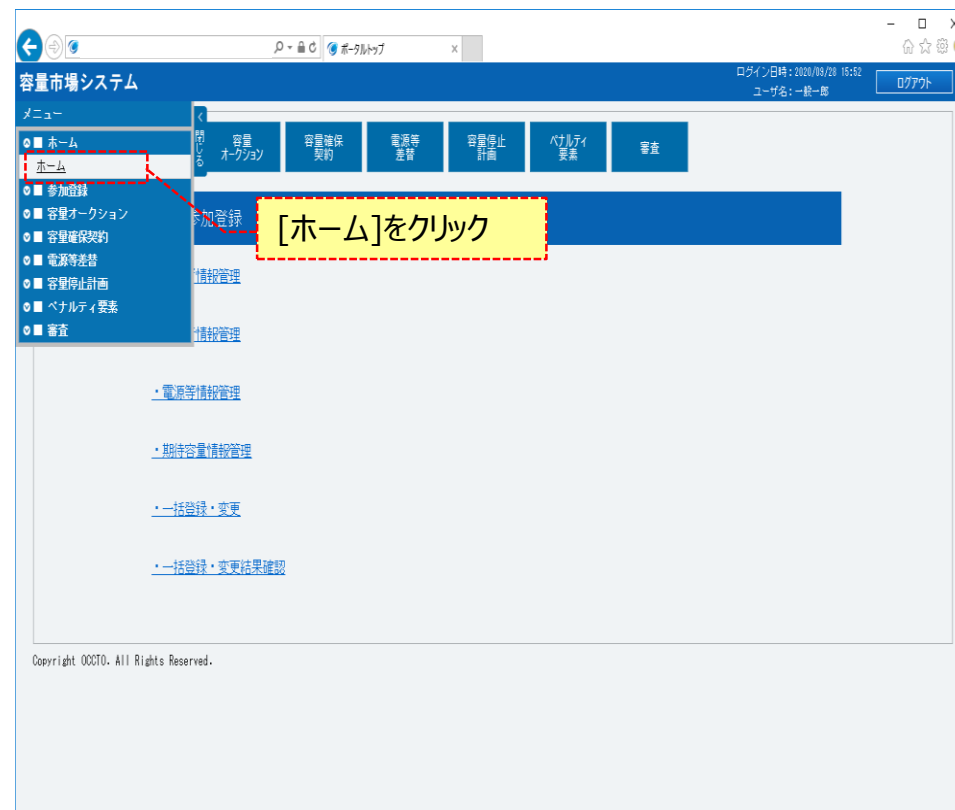 ポータルトップ
容量市場システム
ログイン日時：2020/09/28 15:52
ユーザ名：一般一郎
ログアウト
メニュー
閉じる
ホーム
ホーム
参加登録
容量オークション
容量確保契約
電源等差替
容量停止計画
ペナルティ要素
審査
容量
オークション
容量確保
契約
電源等
差替
容量停止
計画
ペナルティ
要素
審査
参加登録
[ホーム]をクリック
情報管理
情報管理
・電源等情報管理
・期待容量情報管理
・一括登録・変更
・一括登録・変更結果確認
Copyright OCCTO. All Rights Reserved.